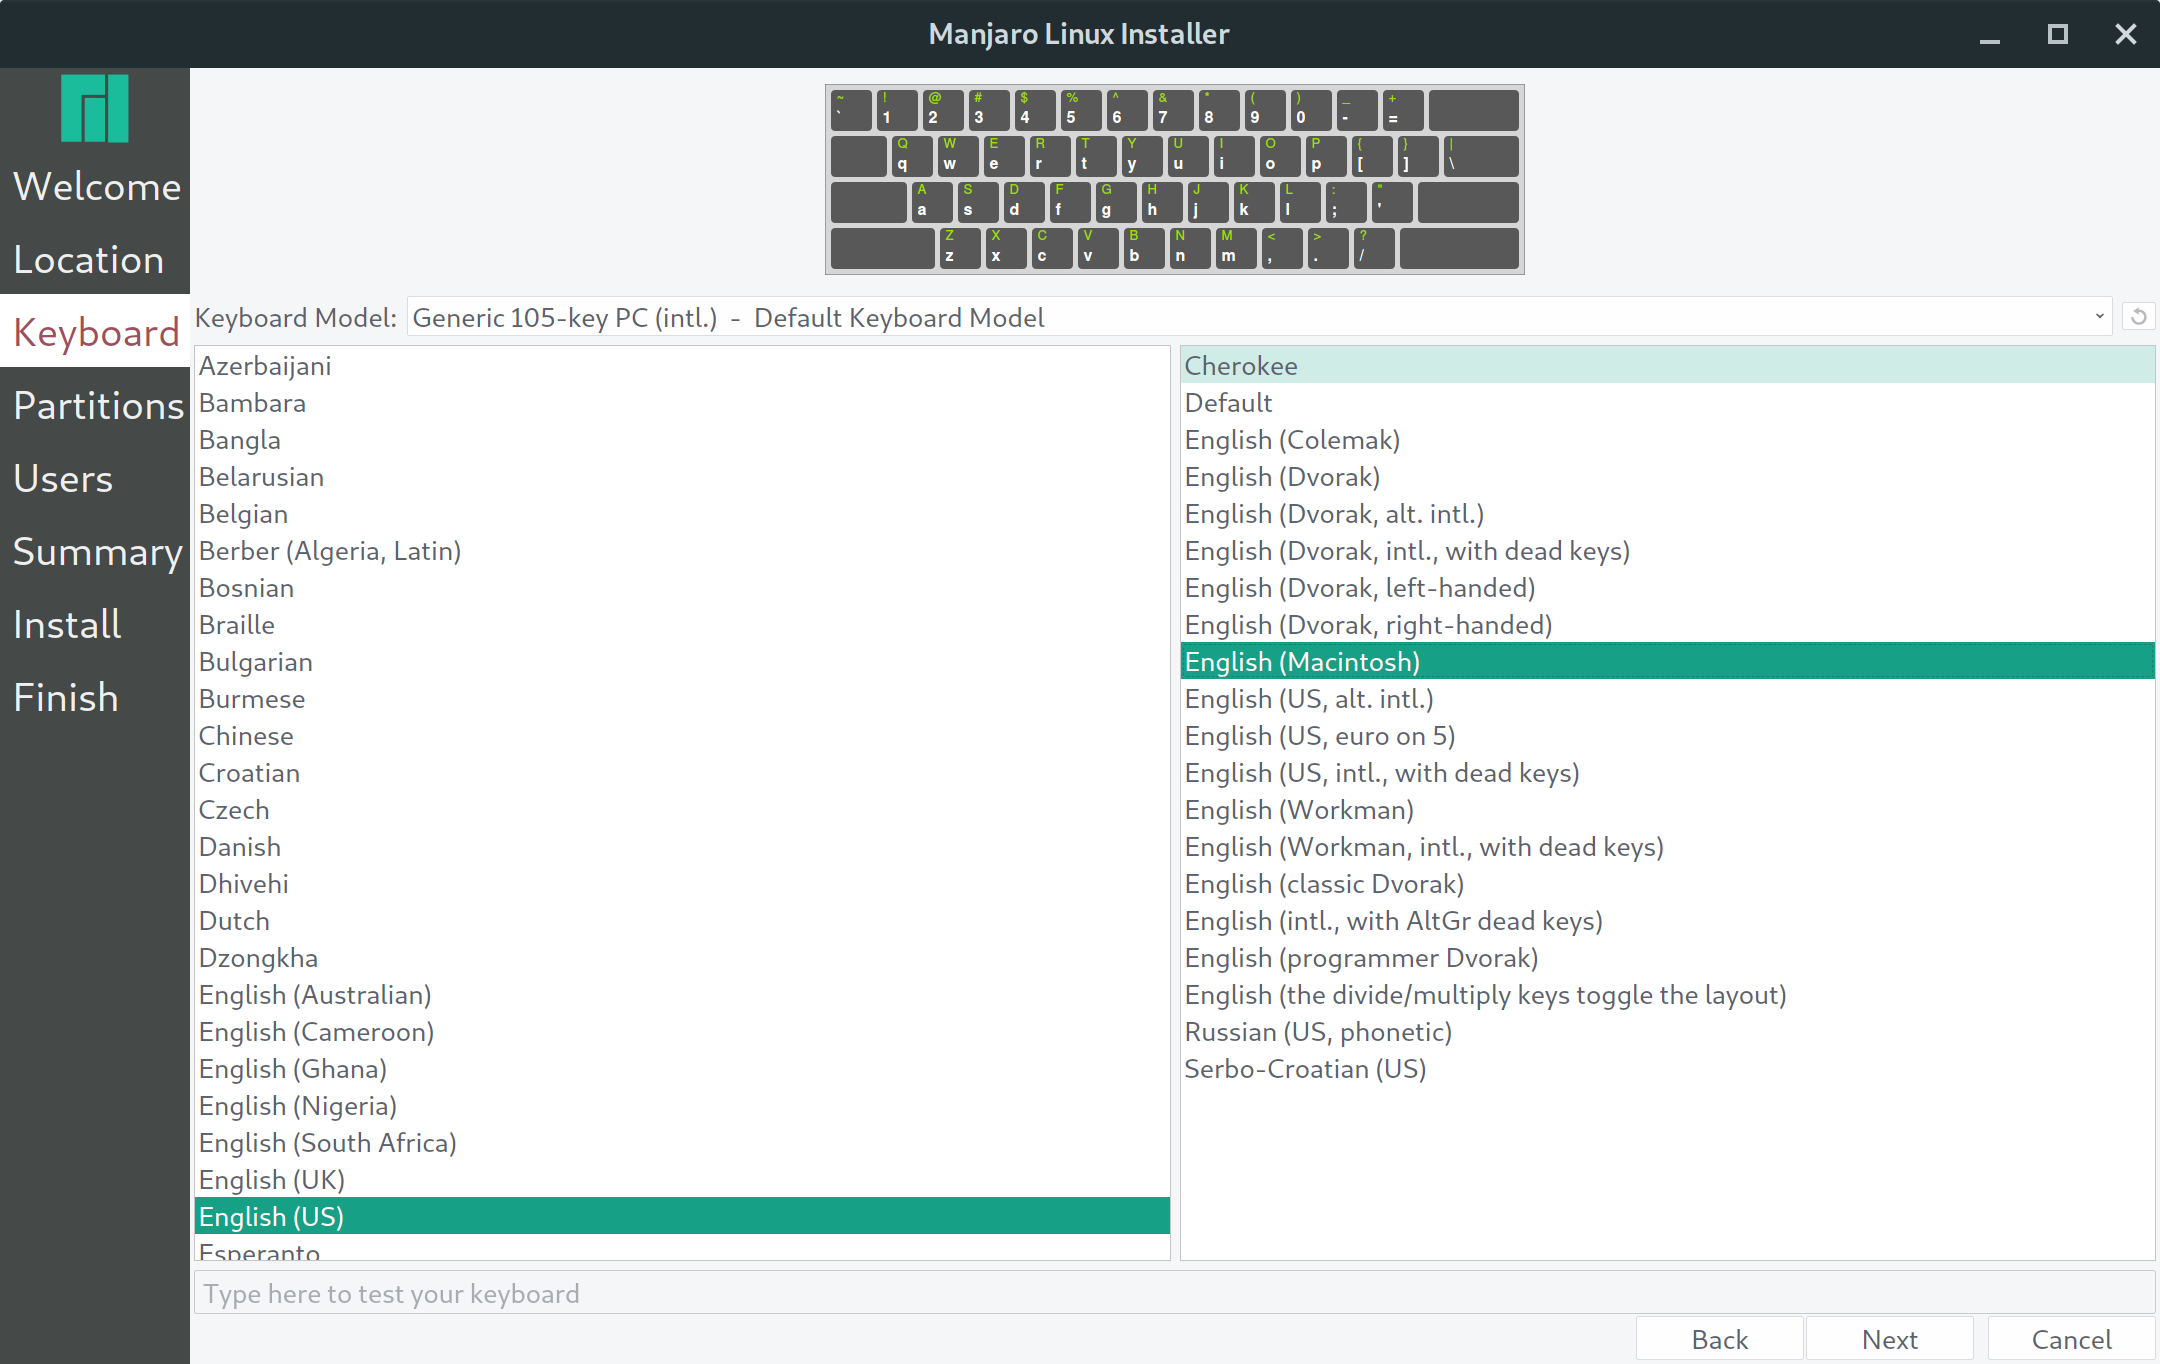 Manjaro Linux Installer
Welcome
Location
Keyboard
Partitions
Users
Summary
Install
Finish
~ ! @ # $ % ^ & * ( ) _ +
` 1 2 3 4 5 6 7 8 9 0 - =
Q W E R T Y U I O P { } |
q w e r t y u i o p [ ] \
A S D F G H J K L : "
a s d f g h j k l ; '
Z X C V B N M < > ?
z x c v b n m , . /
Keyboard Model: Generic 105-key PC (intl.) - Default Keyboard Model
Azerbaijani
Bambara
Bangla
Belarusian
Belgian
Berber (Algeria, Latin)
Bosnian
Braille
Bulgarian
Burmese
Chinese
Croatian
Czech
Danish
Dhivehi
Dutch
Dzongkha
English (Australian)
English (Cameroon)
English (Ghana)
English (Nigeria)
English (South Africa)
English (UK)
English (US)
Esperanto
Cherokee
Default
English (Colemak)
English (Dvorak)
English (Dvorak, alt. intl.)
English (Dvorak, intl., with dead keys)
English (Dvorak, left-handed)
English (Dvorak, right-handed)
English (Macintosh)
English (US, alt. intl.)
English (US, euro on 5)
English (US, intl., with dead keys)
English (Workman)
English (Workman, intl., with dead keys)
English (classic Dvorak)
English (intl., with AltGr dead keys)
English (programmer Dvorak)
English (the divide/multiply keys toggle the layout)
Russian (US, phonetic)
Serbo-Croatian (US)
Type here to test your keyboard
Back
Next
Cancel